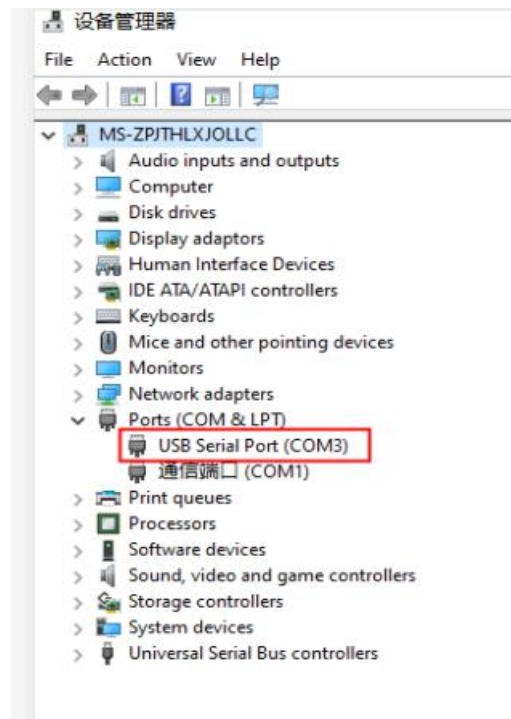 设备管理器
File Action View Help
MS-ZPJTHLXJOLLC
Audio inputs and outputs
Computer
Disk drives
Display adaptors
Human Interface Devices
IDE ATA/ATAPI controllers
Keyboards
Mice and other pointing devices
Monitors
Network adapters
Ports (COM & LPT)
USB Serial Port (COM3)
通信端口 (COM1)
Print queues
Processors
Software devices
Sound, video and game controllers
Storage controllers
System devices
Universal Serial Bus controllers